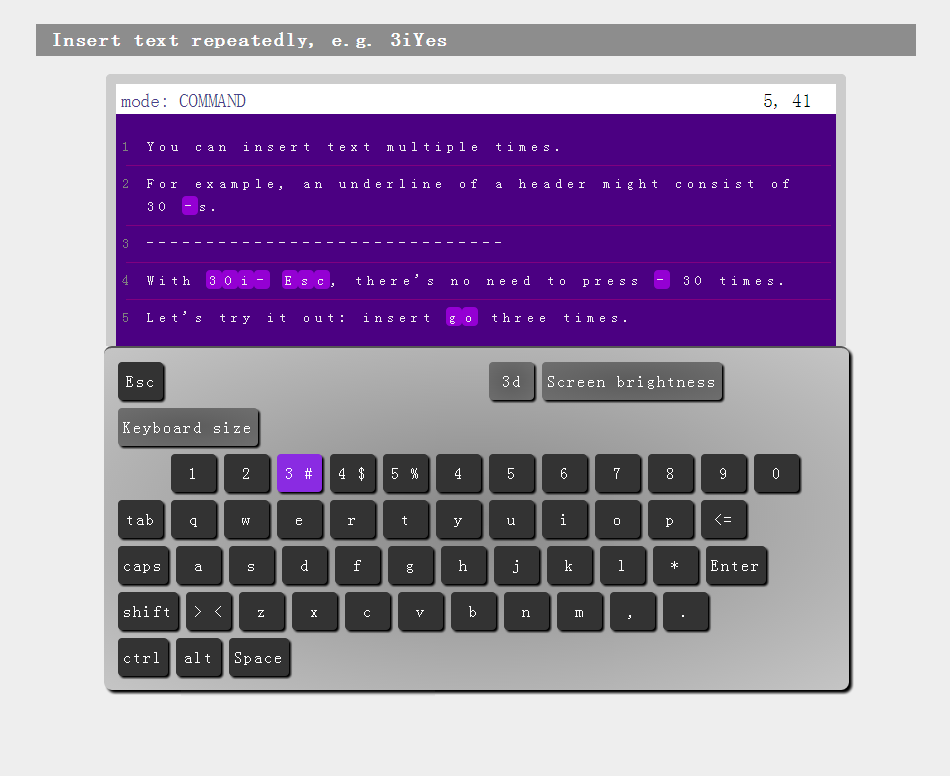 Insert text repeatedly, e.g. 3iYes
mode: COMMAND 5, 41
1 You can insert text multiple times.
2 For example, an underline of a header might consist of
30 -s.
3 ------------------------------
4 With 30i- Esc, there's no need to press - 30 times.
5 Let's try it out: insert go three times.
Esc 3d Screen brightness
Keyboard size
1 2 3 # 4 $ 5 % 4 5 6 7 8 9 0
tab q w e r t y u i o p <=
caps a s d f g h j k l * Enter
shift > < z x c v b n m , .
ctrl alt Space